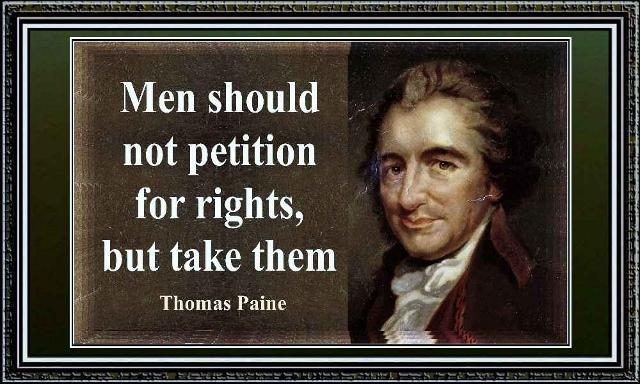 Men should
not petition
for rights,
but take them
Thomas Paine